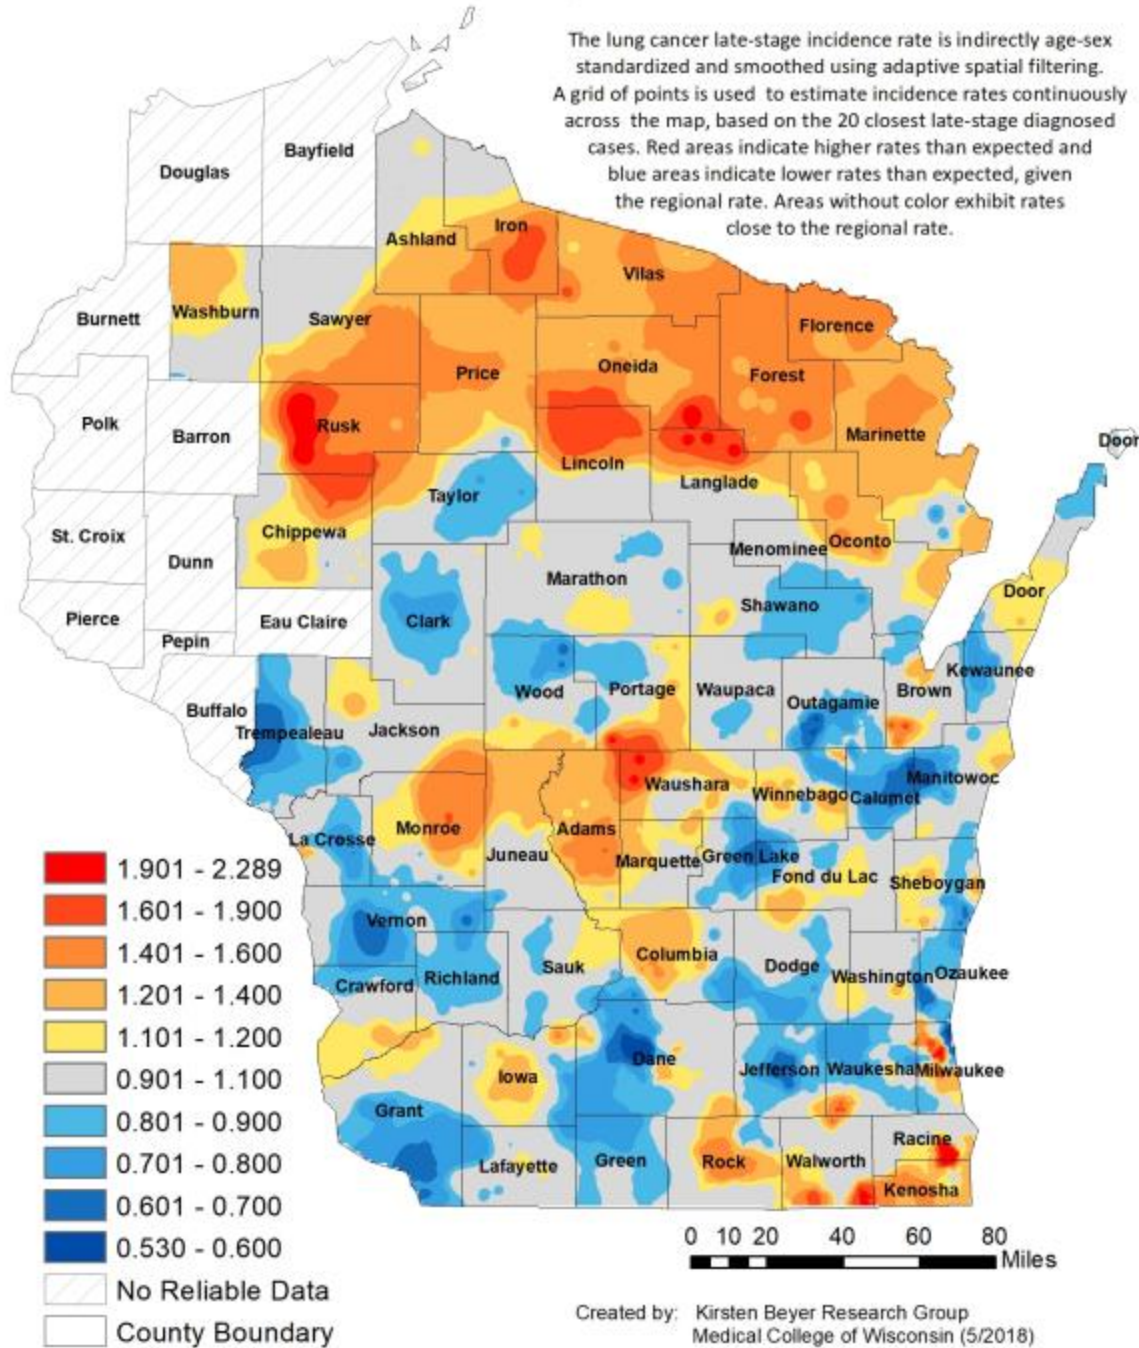 The lung cancer late-stage incidence rate is indirectly age-sex
standardized and smoothed using adaptive spatial filtering.
A grid of points is used to estimate incidence rates continuously
across the map, based on the 20 closest late-stage diagnosed
cases. Red areas indicate higher rates than expected and
blue areas indicate lower rates than expected, given
the regional rate. Areas without color exhibit rates
close to the regional rate.
Douglas
Bayfield
Ashland
Iron
Vilas
Burnett
Washburn
Sawyer
Florence
Price
Oneida
Forest
Polk
Barron
Rusk
Lincoln
Langlade
Marinette
Door
Taylor
St. Croix
Dunn
Chippewa
Menominee
Oconto
Marathon
Shawano
Door
Pierce
Pepin
Eau Claire
Clark
Buffalo
Trempealeau
Jackson
Wood
Portage
Waupaca
Outagamie
Brown
Kewaunee
Waushara
Winnebago
Calumet
Manitowoc
La Crosse
Monroe
Juneau
Adams
Marquette
Green Lake
Fond du Lac
Sheboygan
Vernon
Crawford
Richland
Sauk
Columbia
Dodge
Washington
Ozaukee
Grant
Iowa
Dane
Jefferson
Waukesha
Milwaukee
Lafayette
Green
Rock
Walworth
Racine
Kenosha
1.901 - 2.289
1.601 - 1.900
1.401 - 1.600
1.201 - 1.400
1.101 - 1.200
0.901 - 1.100
0.801 - 0.900
0.701 - 0.800
0.601 - 0.700
0.530 - 0.600
No Reliable Data
County Boundary
0 10 20 40 60 80
Miles
Created by: Kirsten Beyer Research Group
Medical College of Wisconsin (5/2018)